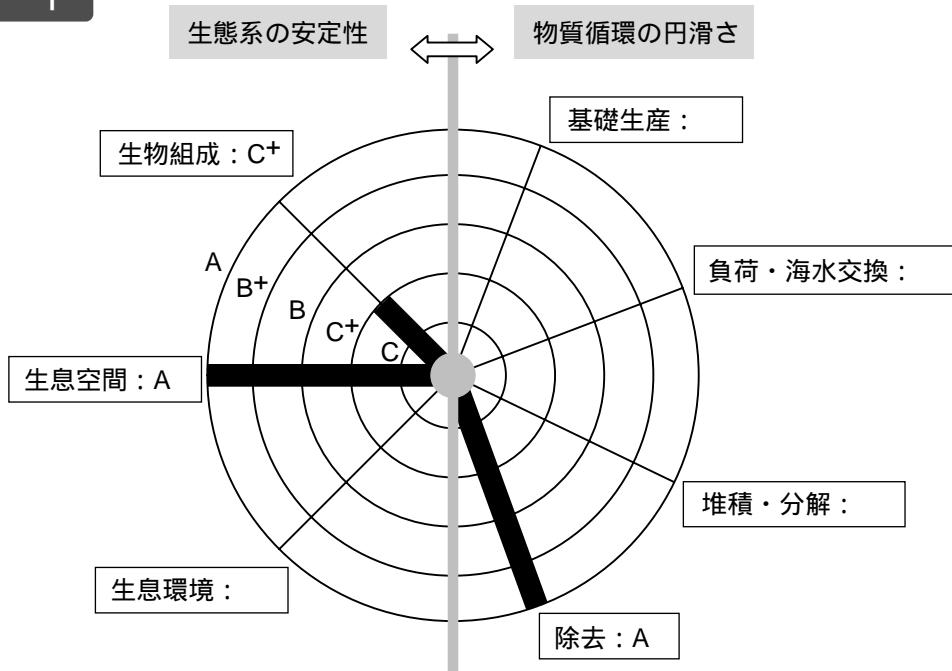 生態系の安定性
物質循環の円滑さ
基礎生産：
生物組成：C⁺
負荷・海水交換：
A
B⁺
B
C⁺
C
生息空間：A
堆積・分解：
生息環境：
除去：A